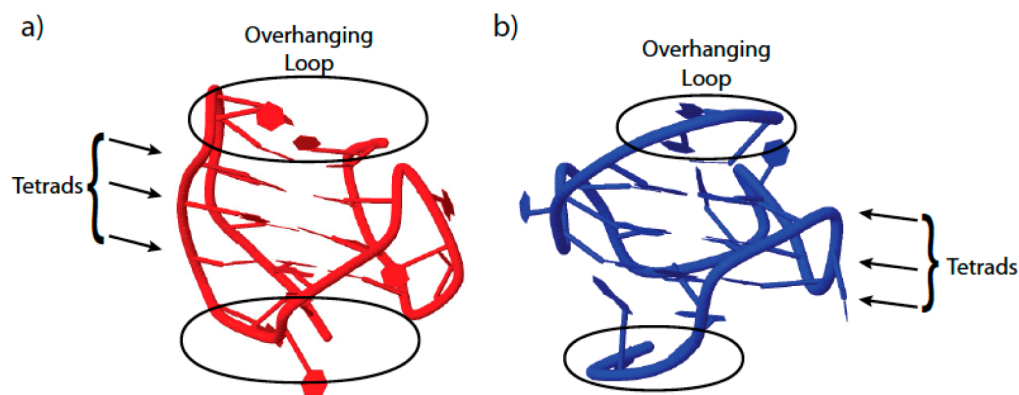 a)
Overhanging
Loop
Tetrads
b)
Overhanging
Loop
Tetrads